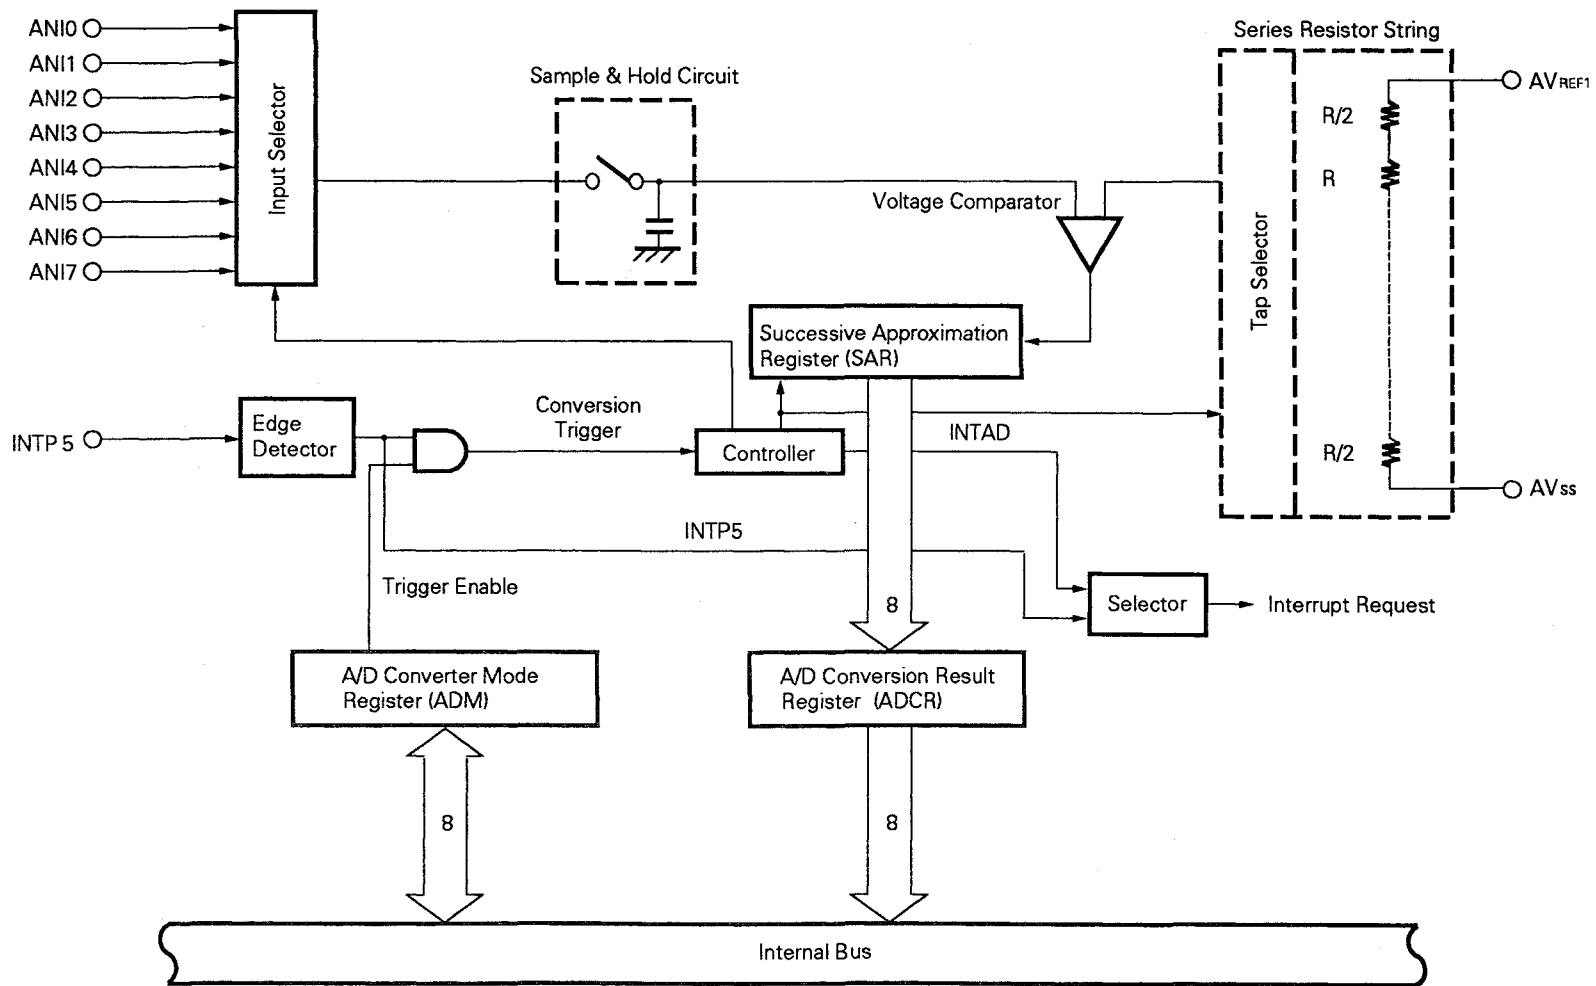 ANI0
ANI1
ANI2
ANI3
ANI4
ANI5
ANI6
ANI7
Input Selector
Sample & Hold Circuit
Voltage Comparator
Series Resistor String
Tap Selector
R/2
R
R/2
AVREF1
AVSS
Successive Approximation
Register (SAR)
INTP 5
Edge
Detector
Conversion
Trigger
Controller
INTAD
INTP5
Trigger Enable
8
Selector
Interrupt Request
A/D Converter Mode
Register (ADM)
A/D Conversion Result
Register (ADCR)
8
8
Internal Bus